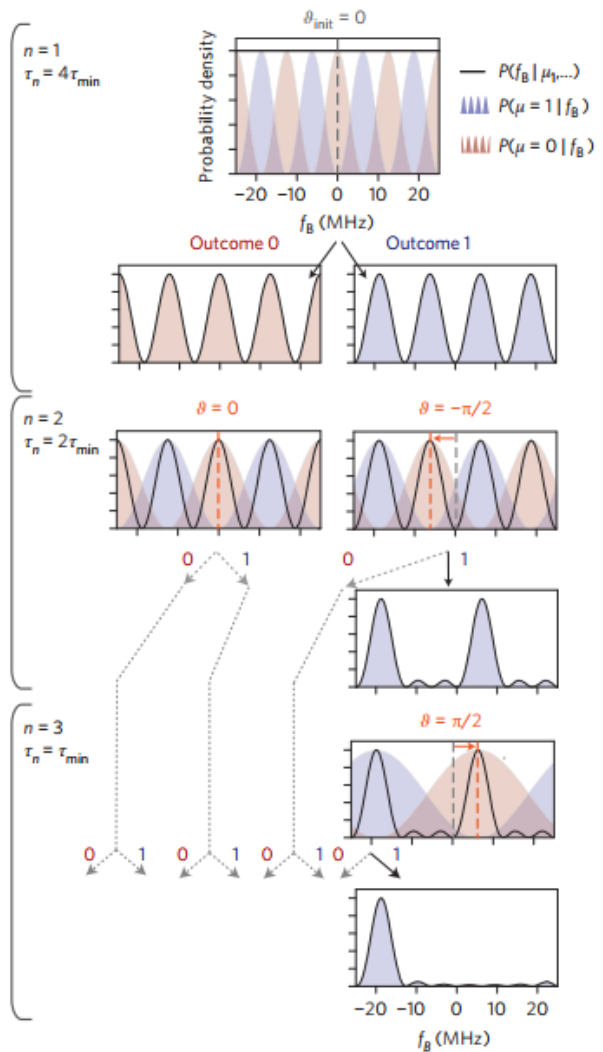 ϑinit = 0
n = 1
τn = 4τmin
Probability density
P(fB | μ1,...)
P(μ = 1 | fB)
P(μ = 0 | fB)
−20 −10 0 10 20
fB (MHz)
Outcome 0 Outcome 1
n = 2
τn = 2τmin
ϑ = 0 ϑ = −π/2
0 1 0 1
n = 3
τn = τmin
ϑ = π/2
0 1 0 1 0 1 0 1
−20 −10 0 10 20
fB (MHz)